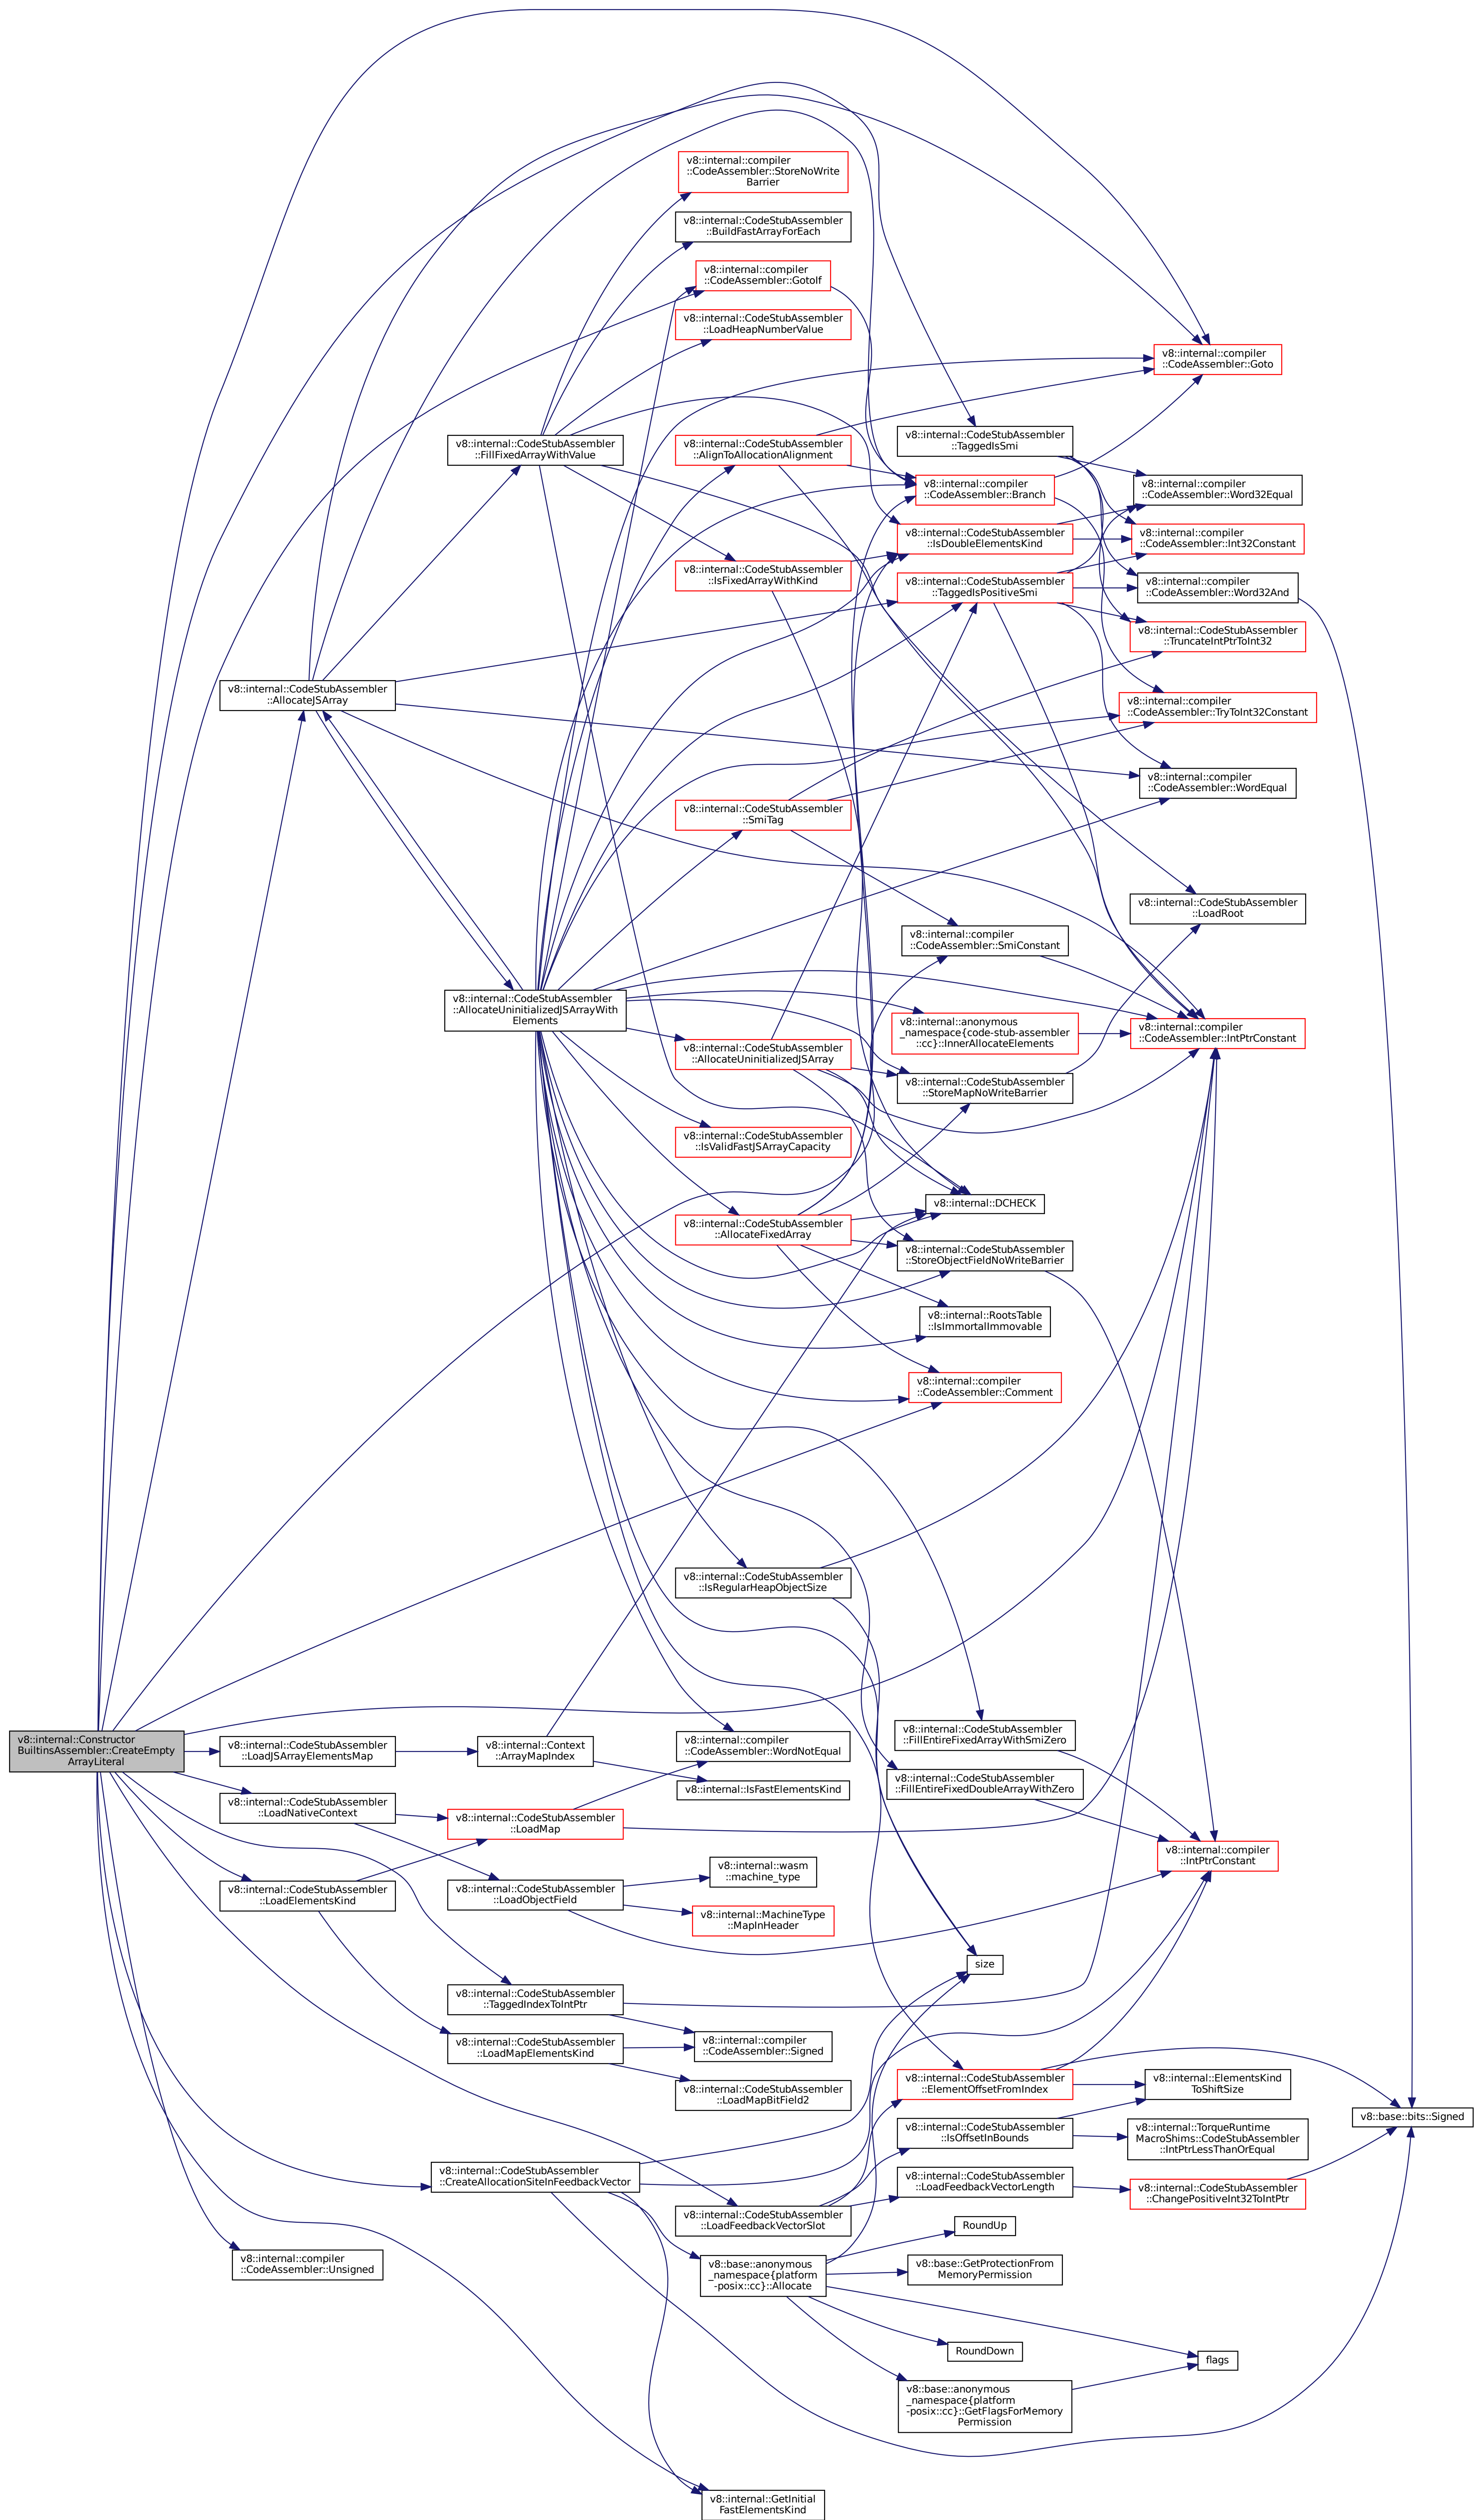 v8::internal::compiler
::CodeAssembler::StoreNoWrite
Barrier
v8::internal::CodeStubAssembler
::BuildFastArrayForEach
v8::internal::compiler
::CodeAssembler::GotoIf
v8::internal::CodeStubAssembler
::LoadHeapNumberValue
v8::internal::compiler
::CodeAssembler::Goto
v8::internal::CodeStubAssembler
::FillFixedArrayWithValue
v8::internal::CodeStubAssembler
::AlignToAllocationAlignment
v8::internal::CodeStubAssembler
::TaggedIsSmi
v8::internal::compiler
::CodeAssembler::Branch
v8::internal::compiler
::CodeAssembler::Word32Equal
v8::internal::CodeStubAssembler
::IsDoubleElementsKind
v8::internal::compiler
::CodeAssembler::Int32Constant
v8::internal::CodeStubAssembler
::IsFixedArrayWithKind
v8::internal::CodeStubAssembler
::TaggedIsPositiveSmi
v8::internal::compiler
::CodeAssembler::Word32And
v8::internal::CodeStubAssembler
::TruncateIntPtrToInt32
v8::internal::CodeStubAssembler
::AllocateJSArray
v8::internal::compiler
::CodeAssembler::TryToInt32Constant
v8::internal::compiler
::CodeAssembler::WordEqual
v8::internal::CodeStubAssembler
::SmiTag
v8::internal::CodeStubAssembler
::LoadRoot
v8::internal::compiler
::CodeAssembler::SmiConstant
v8::internal::CodeStubAssembler
::AllocateUninitializedJSArrayWith
Elements
v8::internal::anonymous
_namespace{code-stub-assembler
::cc}::InnerAllocateElements
v8::internal::compiler
::CodeAssembler::IntPtrConstant
v8::internal::CodeStubAssembler
::AllocateUninitializedJSArray
v8::internal::CodeStubAssembler
::StoreMapNoWriteBarrier
v8::internal::CodeStubAssembler
::IsValidFastJSArrayCapacity
v8::internal::DCHECK
v8::internal::CodeStubAssembler
::AllocateFixedArray
v8::internal::CodeStubAssembler
::StoreObjectFieldNoWriteBarrier
v8::internal::RootsTable
::IsImmortalImmovable
v8::internal::compiler
::CodeAssembler::Comment
v8::internal::CodeStubAssembler
::IsRegularHeapObjectSize
v8::internal::Constructor
BuiltinsAssembler::CreateEmpty
ArrayLiteral
v8::internal::CodeStubAssembler
::LoadJSArrayElementsMap
v8::internal::Context
::ArrayMapIndex
v8::internal::compiler
::CodeAssembler::WordNotEqual
v8::internal::CodeStubAssembler
::FillEntireFixedArrayWithSmiZero
v8::internal::IsFastElementsKind
v8::internal::CodeStubAssembler
::FillEntireFixedDoubleArrayWithZero
v8::internal::CodeStubAssembler
::LoadNativeContext
v8::internal::CodeStubAssembler
::LoadMap
v8::internal::compiler
::IntPtrConstant
v8::internal::wasm
::machine_type
v8::internal::CodeStubAssembler
::LoadElementsKind
v8::internal::CodeStubAssembler
::LoadObjectField
v8::internal::MachineType
::MapInHeader
size
v8::internal::CodeStubAssembler
::TaggedIndexToIntPtr
v8::internal::CodeStubAssembler
::LoadMapElementsKind
v8::internal::compiler
::CodeAssembler::Signed
v8::internal::CodeStubAssembler
::LoadMapBitField2
v8::internal::CodeStubAssembler
::ElementOffsetFromIndex
v8::internal::ElementsKind
ToShiftSize
v8::base::bits::Signed
v8::internal::CodeStubAssembler
::IsOffsetInBounds
v8::internal::TorqueRuntime
MacroShims::CodeStubAssembler
::IntPtrLessThanOrEqual
v8::internal::CodeStubAssembler
::CreateAllocationSiteInFeedbackVector
v8::internal::CodeStubAssembler
::LoadFeedbackVectorLength
v8::internal::CodeStubAssembler
::ChangePositiveInt32ToIntPtr
v8::internal::CodeStubAssembler
::LoadFeedbackVectorSlot
RoundUp
v8::internal::compiler
::CodeAssembler::Unsigned
v8::base::anonymous
_namespace{platform
-posix::cc}::Allocate
v8::base::GetProtectionFrom
MemoryPermission
RoundDown
flags
v8::base::anonymous
_namespace{platform
-posix::cc}::GetFlagsForMemory
Permission
v8::internal::GetInitial
FastElementsKind